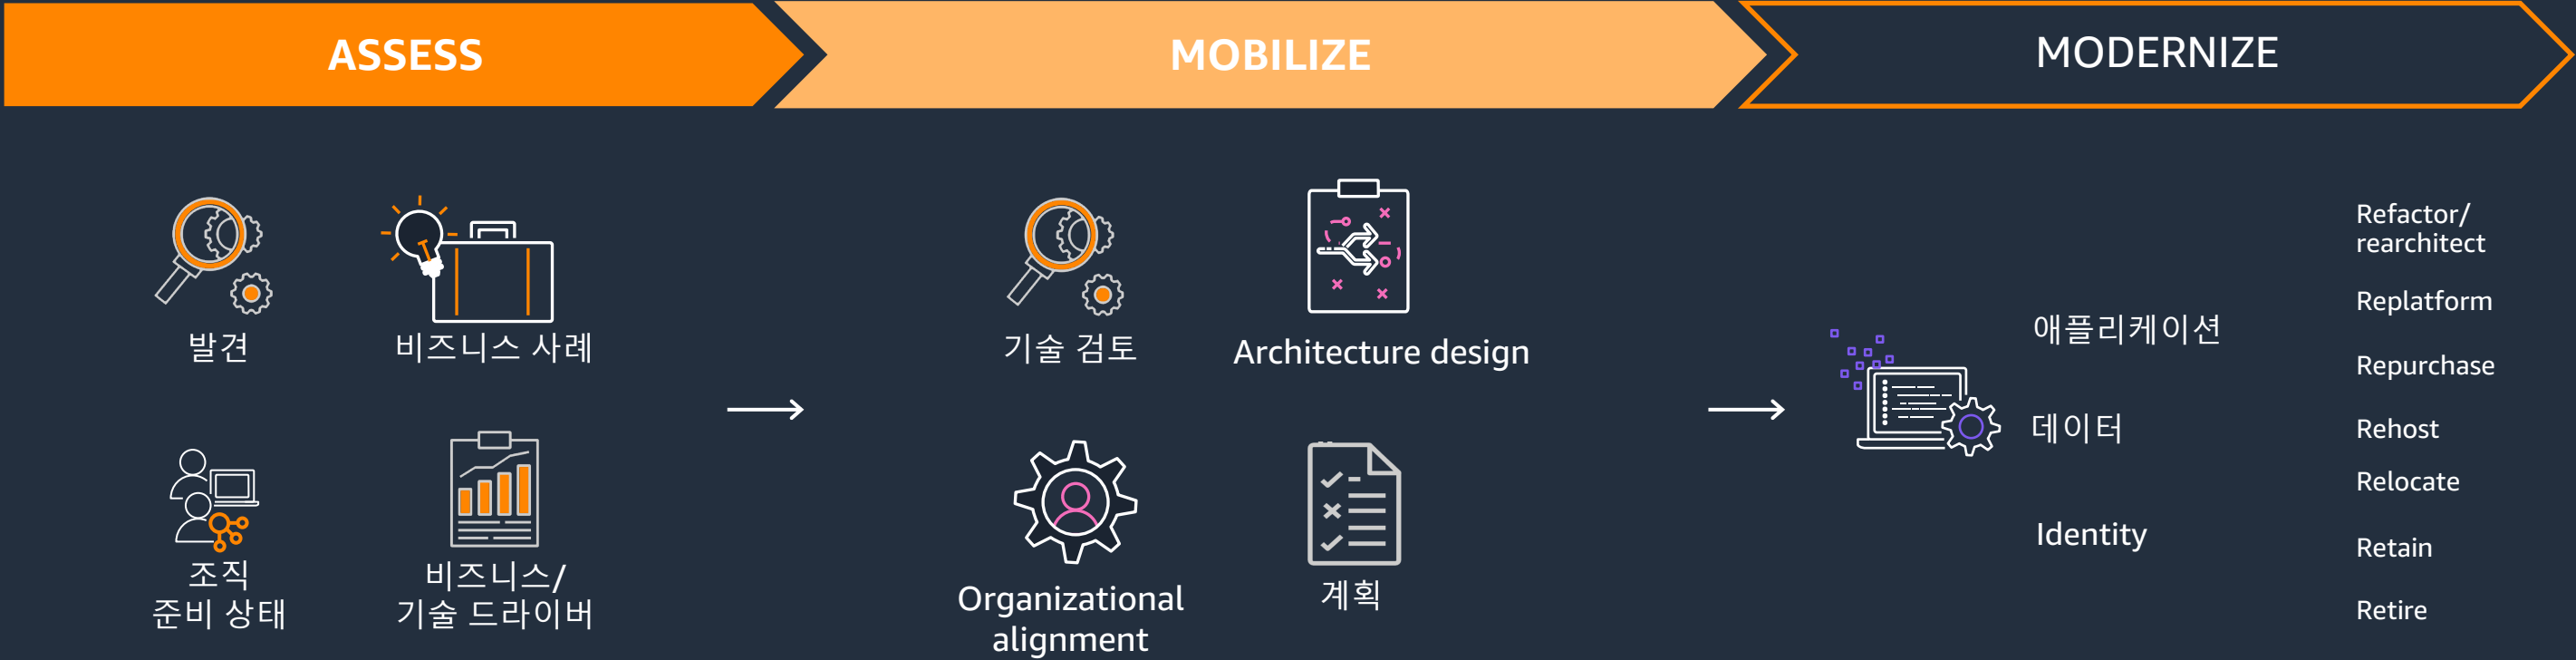 ASSESS
MOBILIZE
MODERNIZE
발견
비즈니스 사례
조직
준비 상태
비즈니스/
기술 드라이버
기술 검토
Architecture design
Organizational
alignment
계획
애플리케이션
데이터
Identity
Refactor/
rearchitect
Replatform
Repurchase
Rehost
Relocate
Retain
Retire